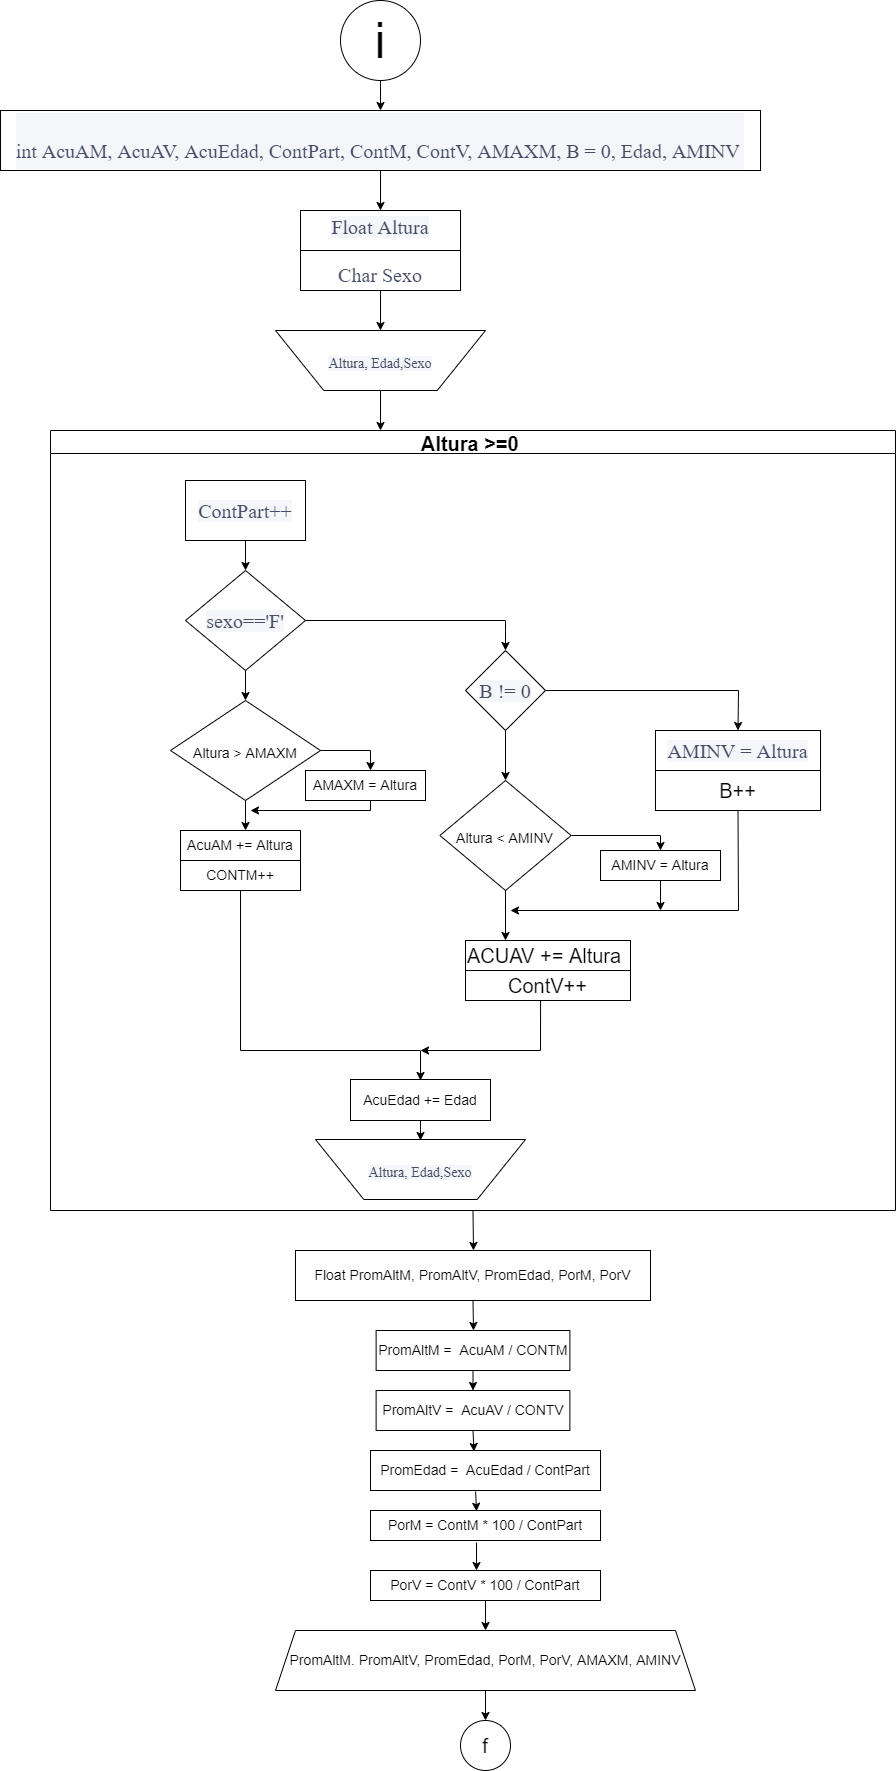 i
int AcuAM, AcuAV, AcuEdad, ContPart, ContM, ContV, AMAXM, B = 0, Edad, AMINV
Float Altura
Char Sexo
Altura, Edad,Sexo
Altura >=0
ContPart++
sexo=='F'
B != 0
Altura > AMAXM
AMAXM = Altura
AMINV = Altura
B++
Altura < AMINV
AMINV = Altura
AcuAM += Altura
CONTM++
ACUAV += Altura
ContV++
AcuEdad += Edad
Altura, Edad,Sexo
Float PromAltM, PromAltV, PromEdad, PorM, PorV
PromAltM = AcuAM / CONTM
PromAltV = AcuAV / CONTV
PromEdad = AcuEdad / ContPart
PorM = ContM * 100 / ContPart
PorV = ContV * 100 / ContPart
PromAltM. PromAltV, PromEdad, PorM, PorV, AMAXM, AMINV
f